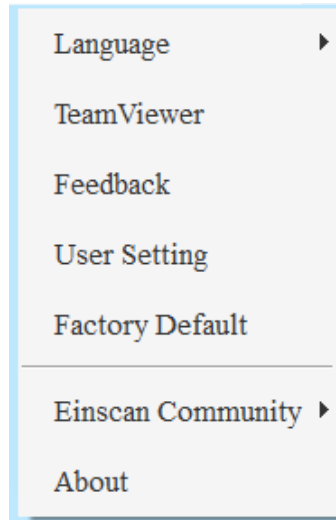 Language
TeamViewer
Feedback
User Setting
Factory Default
Einscan Community
About